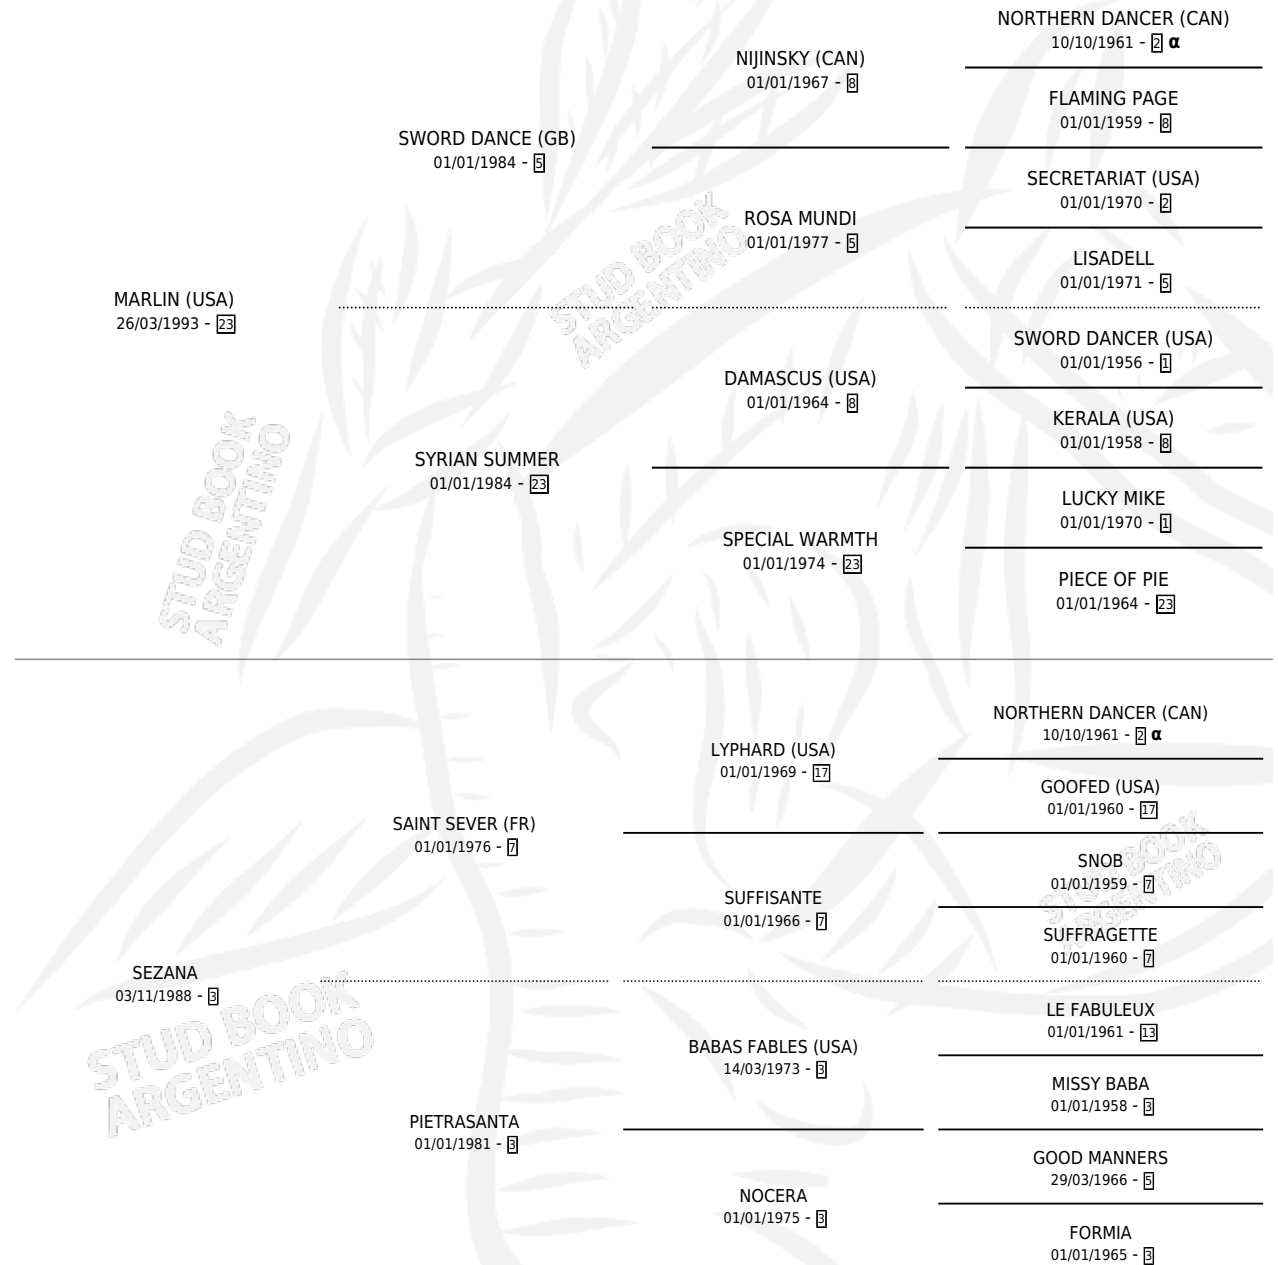 NORTHERN DANCER (CAN)
10/10/1961 - 2 α
NIJINSKY (CAN)
01/01/1967 - 8
FLAMING PAGE
01/01/1959 - 8
SWORD DANCE (GB)
01/01/1984 - 5
SECRETARIAT (USA)
01/01/1970 - 2
ROSA MUNDI
01/01/1977 - 5
LISADELL
01/01/1971 - 5
MARLIN (USA)
26/03/1993 - 23
SWORD DANCER (USA)
01/01/1956 - 1
DAMASCUS (USA)
01/01/1964 - 8
KERALA (USA)
01/01/1958 - 8
SYRIAN SUMMER
01/01/1984 - 23
LUCKY MIKE
01/01/1970 - 1
SPECIAL WARMTH
01/01/1974 - 23
PIECE OF PIE
01/01/1964 - 23
NORTHERN DANCER (CAN)
10/10/1961 - 2 α
LYPHARD (USA)
01/01/1969 - 17
GOOFED (USA)
01/01/1960 - 17
SAINT SEVER (FR)
01/01/1976 - 7
SNOB
01/01/1959 - 7
SUFFISANTE
01/01/1966 - 7
SUFFRAGETTE
01/01/1960 - 7
SEZANA
03/11/1988 - 3
LE FABULEUX
01/01/1961 - 13
BABAS FABLES (USA)
14/03/1973 - 3
MISSY BABA
01/01/1958 - 3
PIETRASANTA
01/01/1981 - 3
GOOD MANNERS
29/03/1966 - 5
NOCERA
01/01/1975 - 3
FORMIA
01/01/1965 - 3
STUD BOOK
ARGENTINO
STUD BOOK
ARGENTINO
STUD BOOK
ARGENTINO
STUD BOOK
ARGENTINO